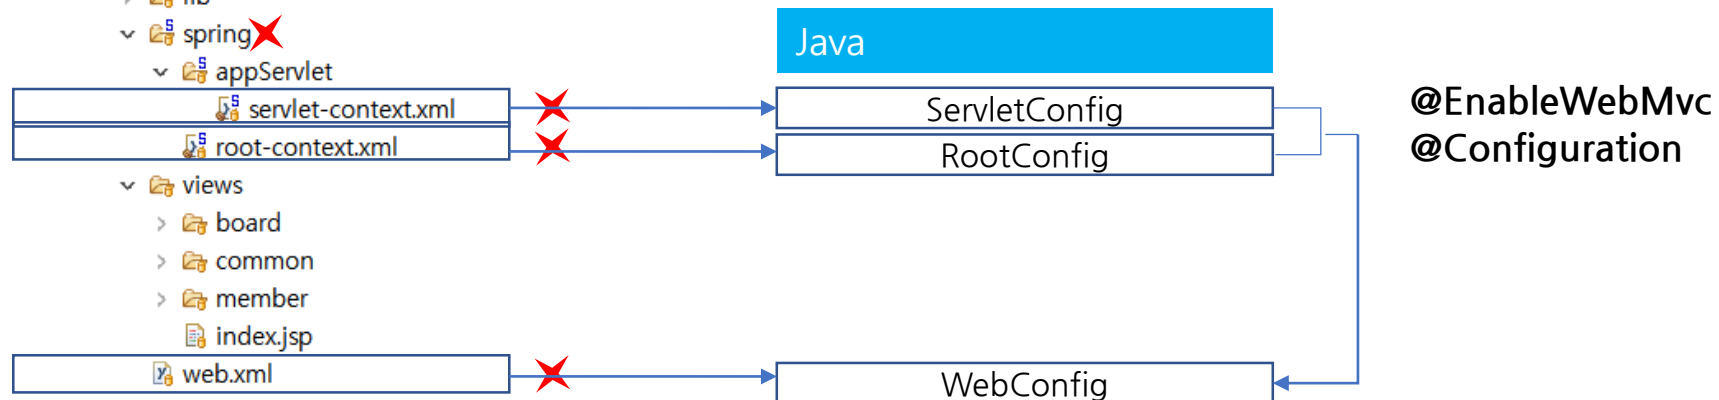 lib
spring
appServlet
servlet-context.xml
root-context.xml
views
board
common
member
index.jsp
web.xml
Java
ServletConfig
RootConfig
WebConfig
@EnableWebMvc
@Configuration